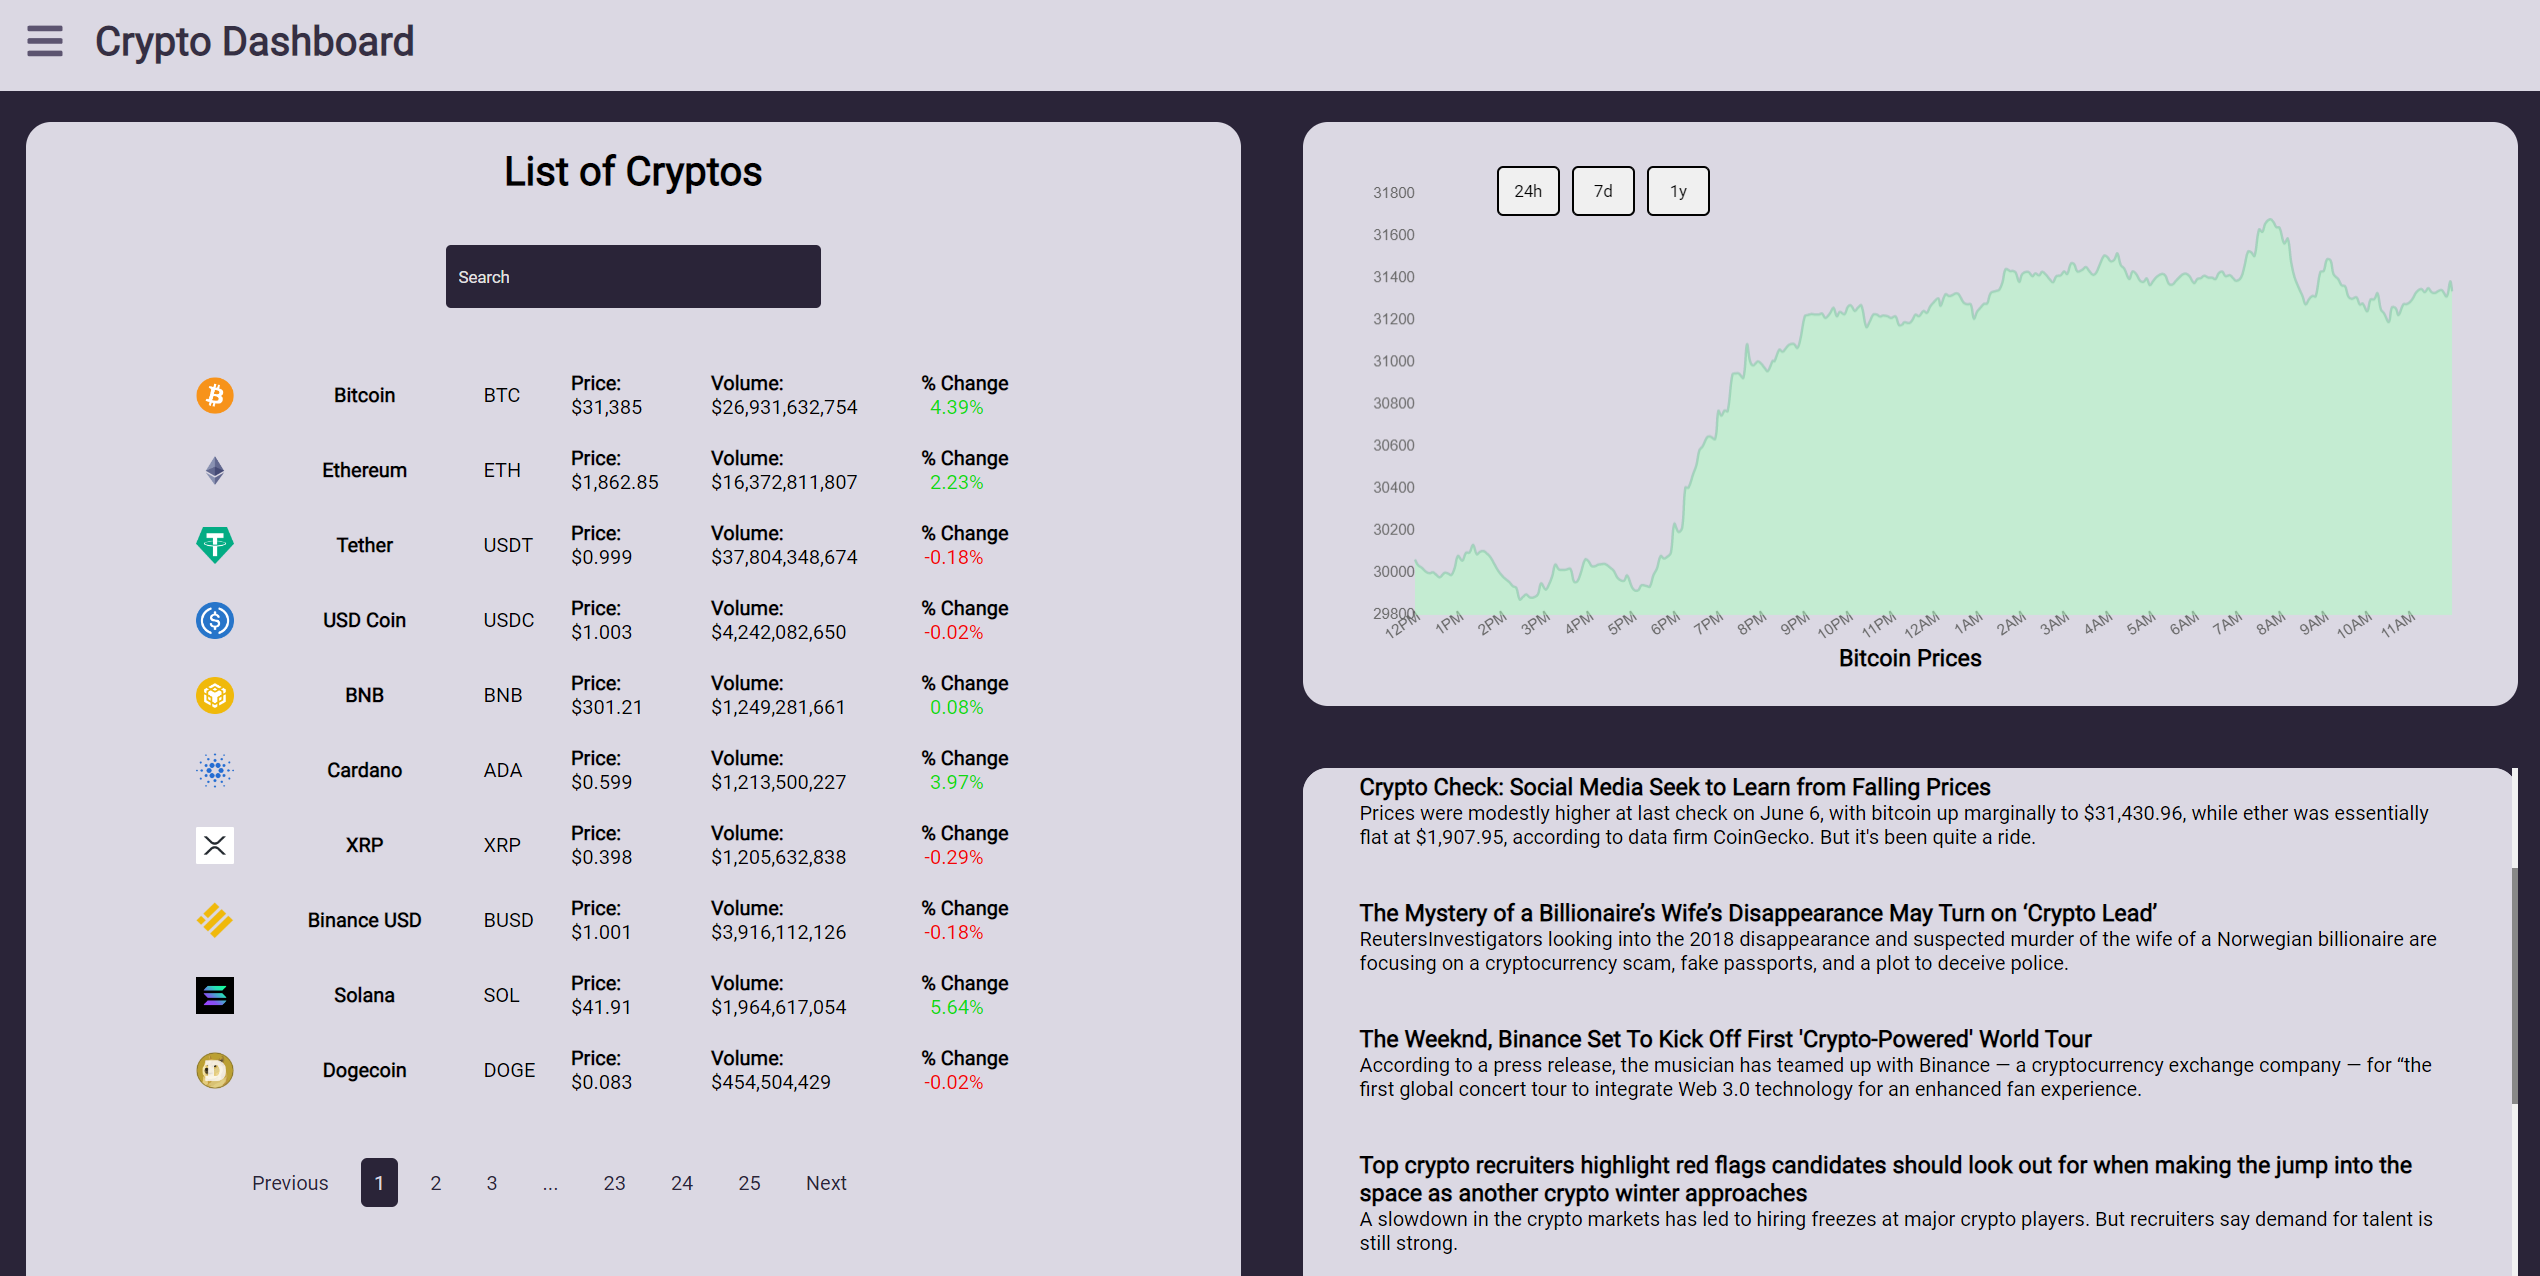 Crypto Dashboard
List of Cryptos
Search
Bitcoin BTC Price: $31,385 Volume: $26,931,632,754 % Change 4.39%
Ethereum ETH Price: $1,862.85 Volume: $16,372,811,807 % Change 2.23%
Tether USDT Price: $0.999 Volume: $37,804,348,674 % Change -0.18%
USD Coin USDC Price: $1.003 Volume: $4,242,082,650 % Change -0.02%
BNB BNB Price: $301.21 Volume: $1,249,281,661 % Change 0.08%
Cardano ADA Price: $0.599 Volume: $1,213,500,227 % Change 3.97%
XRP XRP Price: $0.398 Volume: $1,205,632,838 % Change -0.29%
Binance USD BUSD Price: $1.001 Volume: $3,916,112,126 % Change -0.18%
Solana SOL Price: $41.91 Volume: $1,964,617,054 % Change 5.64%
Dogecoin DOGE Price: $0.083 Volume: $454,504,429 % Change -0.02%
Previous 1 2 3 ... 23 24 25 Next
24h 7d 1y
31800
31600
31400
31200
31000
30800
30600
30400
30200
30000
29800
12PM 1PM 2PM 3PM 4PM 5PM 6PM 7PM 8PM 9PM 10PM 11PM 12AM 1AM 2AM 3AM 4AM 5AM 6AM 7AM 8AM 9AM 10AM 11AM
Bitcoin Prices
Crypto Check: Social Media Seek to Learn from Falling Prices
Prices were modestly higher at last check on June 6, with bitcoin up marginally to $31,430.96, while ether was essentially
flat at $1,907.95, according to data firm CoinGecko. But it's been quite a ride.
The Mystery of a Billionaire’s Wife’s Disappearance May Turn on ‘Crypto Lead’
ReutersInvestigators looking into the 2018 disappearance and suspected murder of the wife of a Norwegian billionaire are
focusing on a cryptocurrency scam, fake passports, and a plot to deceive police.
The Weeknd, Binance Set To Kick Off First 'Crypto-Powered' World Tour
According to a press release, the musician has teamed up with Binance — a cryptocurrency exchange company — for “the
first global concert tour to integrate Web 3.0 technology for an enhanced fan experience.
Top crypto recruiters highlight red flags candidates should look out for when making the jump into the
space as another crypto winter approaches
A slowdown in the crypto markets has led to hiring freezes at major crypto players. But recruiters say demand for talent is
still strong.